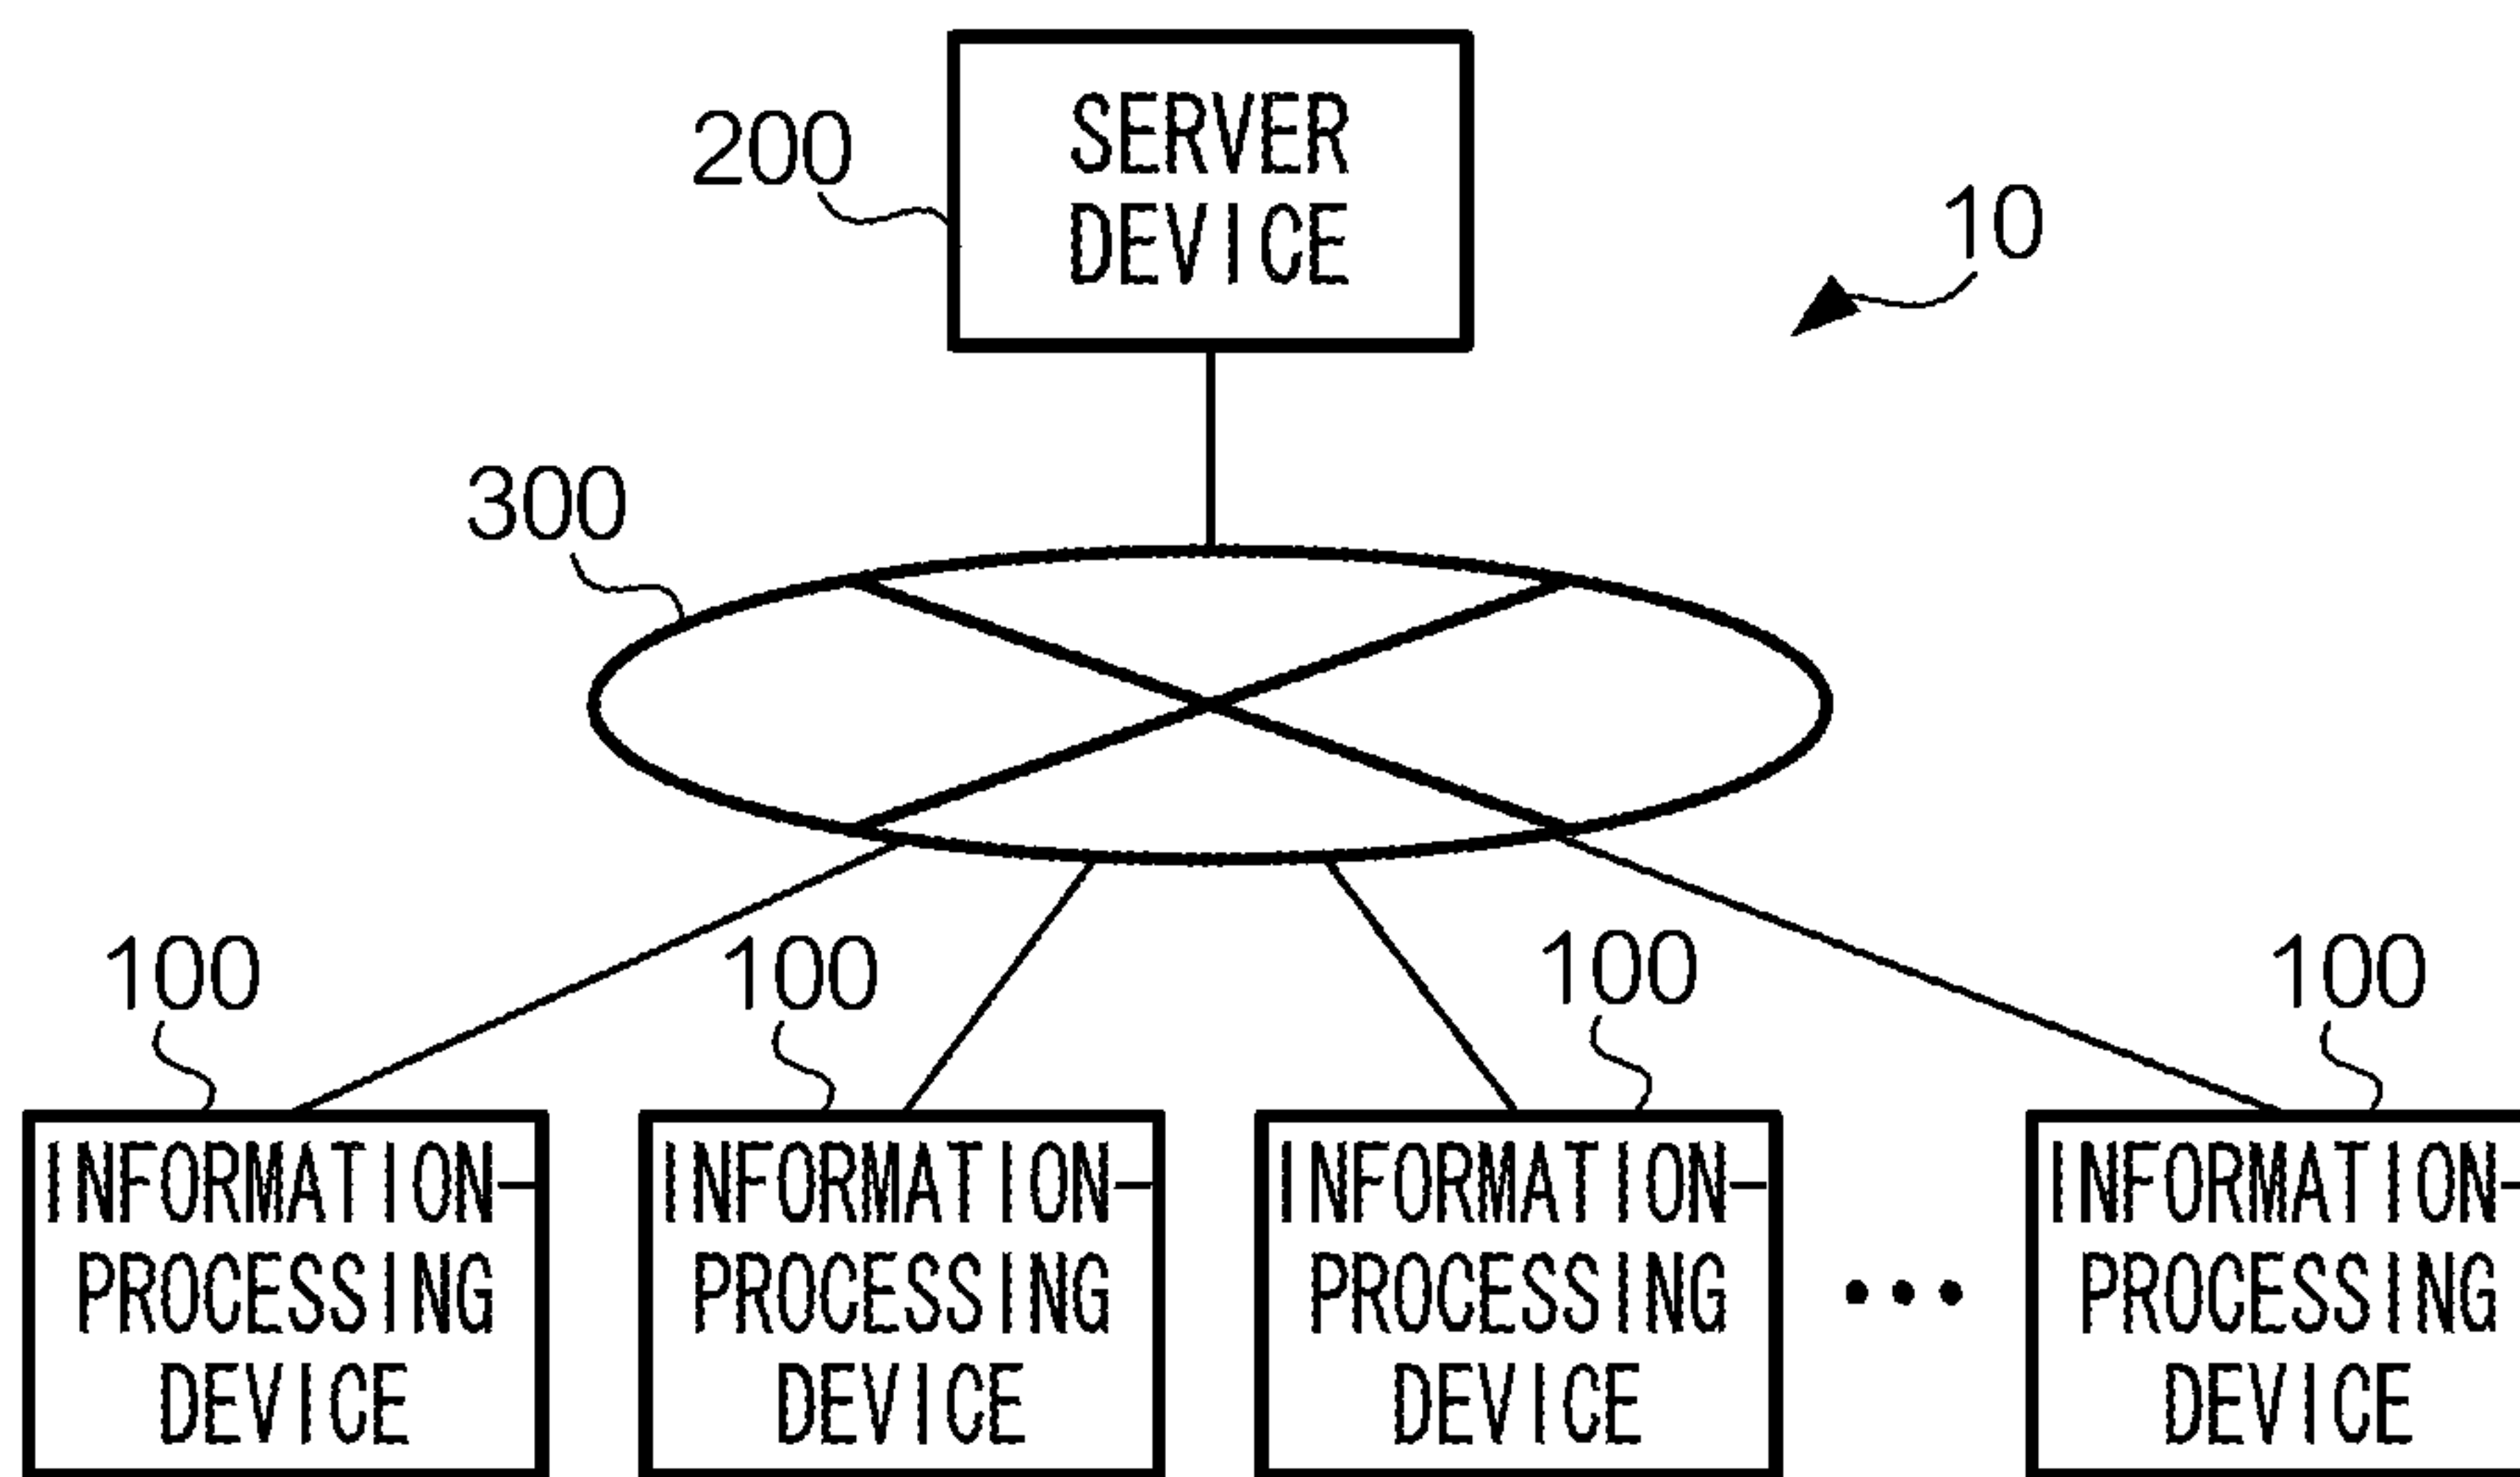 SERVER
DEVICE
200
10
300
100
100
100
100
INFORMATION-
PROCESSING
DEVICE
INFORMATION-
PROCESSING
DEVICE
INFORMATION-
PROCESSING
DEVICE
•••
INFORMATION-
PROCESSING
DEVICE